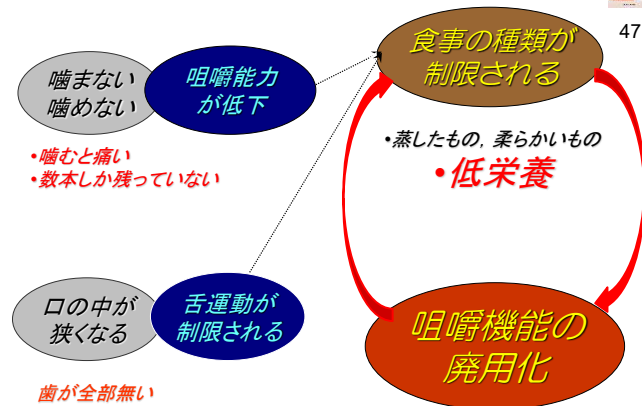 47
噛まない
噛めない
咀嚼能力
が低下
・噛むと痛い
・数本しか残っていない
食事の種類が
制限される
・蒸したもの, 柔らかいもの
・低栄養
口の中が
狭くなる
舌運動が
制限される
歯が全部無い
咀嚼機能の
廃用化